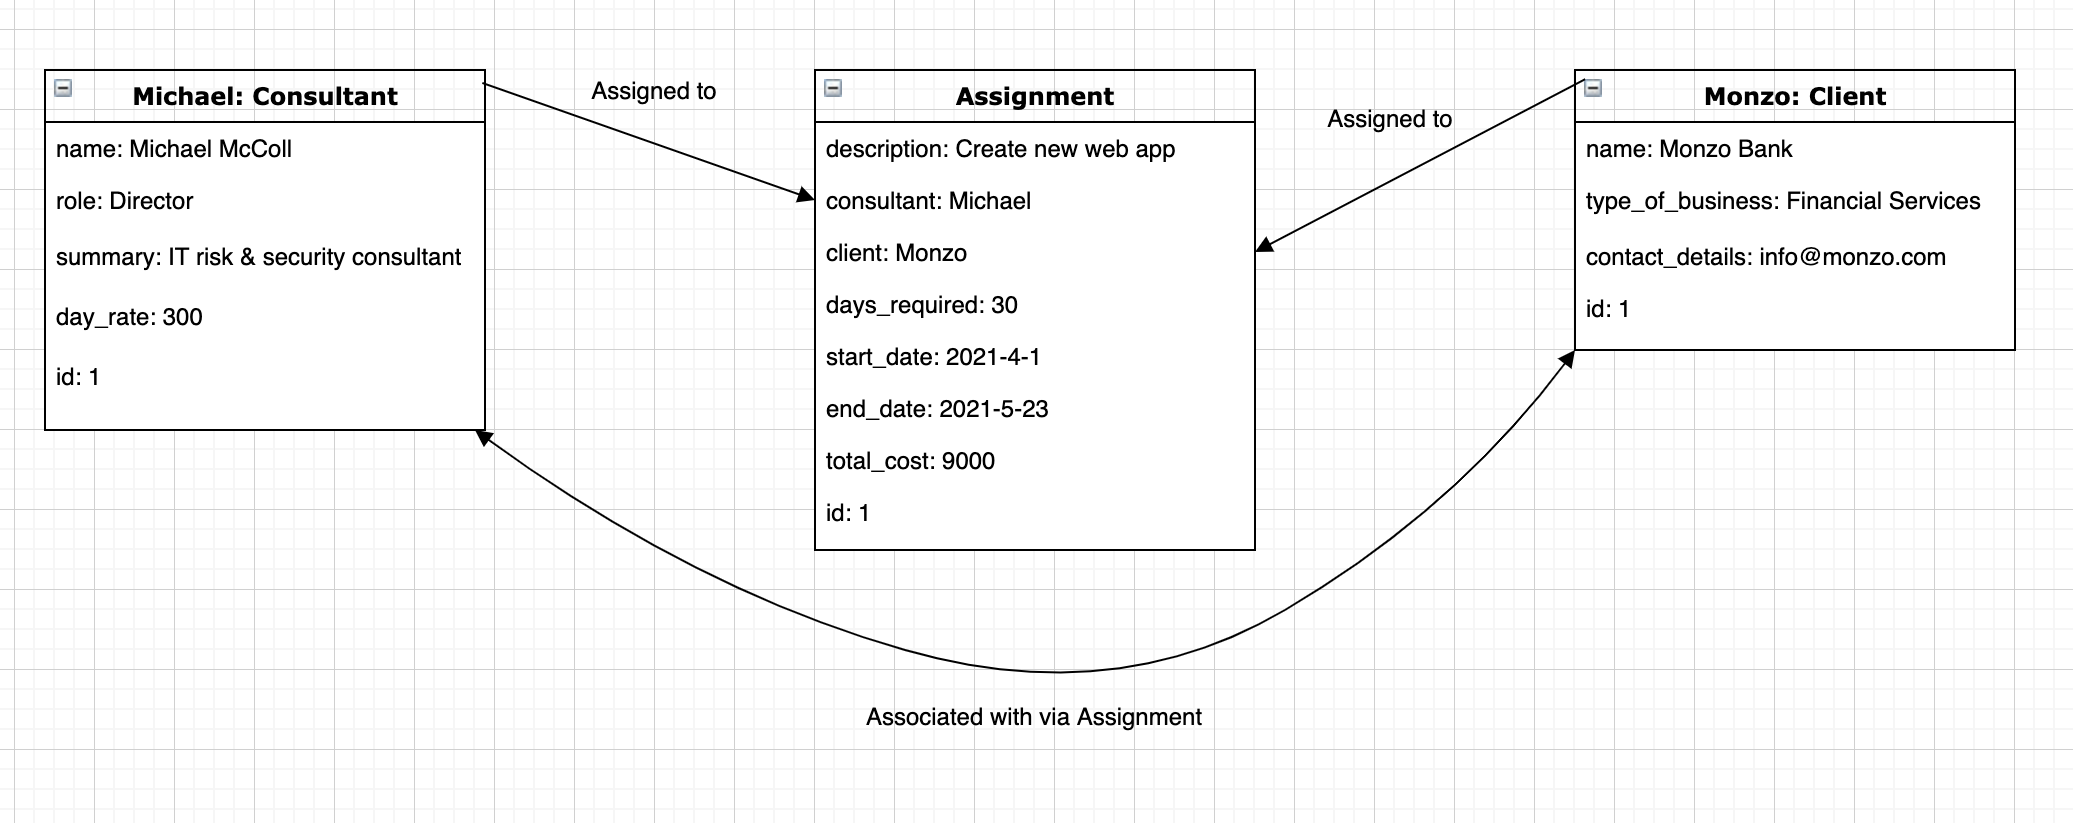 Michael: Consultant
name: Michael McColl
role: Director
summary: IT risk & security consultant
day_rate: 300
id: 1
Assigned to
Assignment
description: Create new web app
consultant: Michael
client: Monzo
days_required: 30
start_date: 2021-4-1
end_date: 2021-5-23
total_cost: 9000
id: 1
Assigned to
Monzo: Client
name: Monzo Bank
type_of_business: Financial Services
contact_details: info@monzo.com
id: 1
Associated with via Assignment